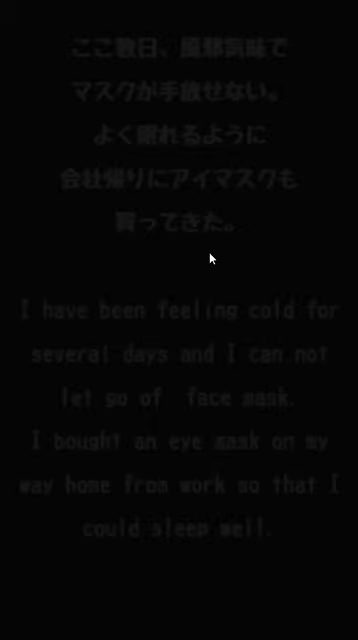 ここ数日、風邪気味で
マスクが手放せない。
よく眠れるように
会社帰りにアイマスクも
買ってきた。
I have been feeling cold for
several days and I can not
let go of face mask.
I bought an eye mask on my
way home from work so that I
could sleep well.